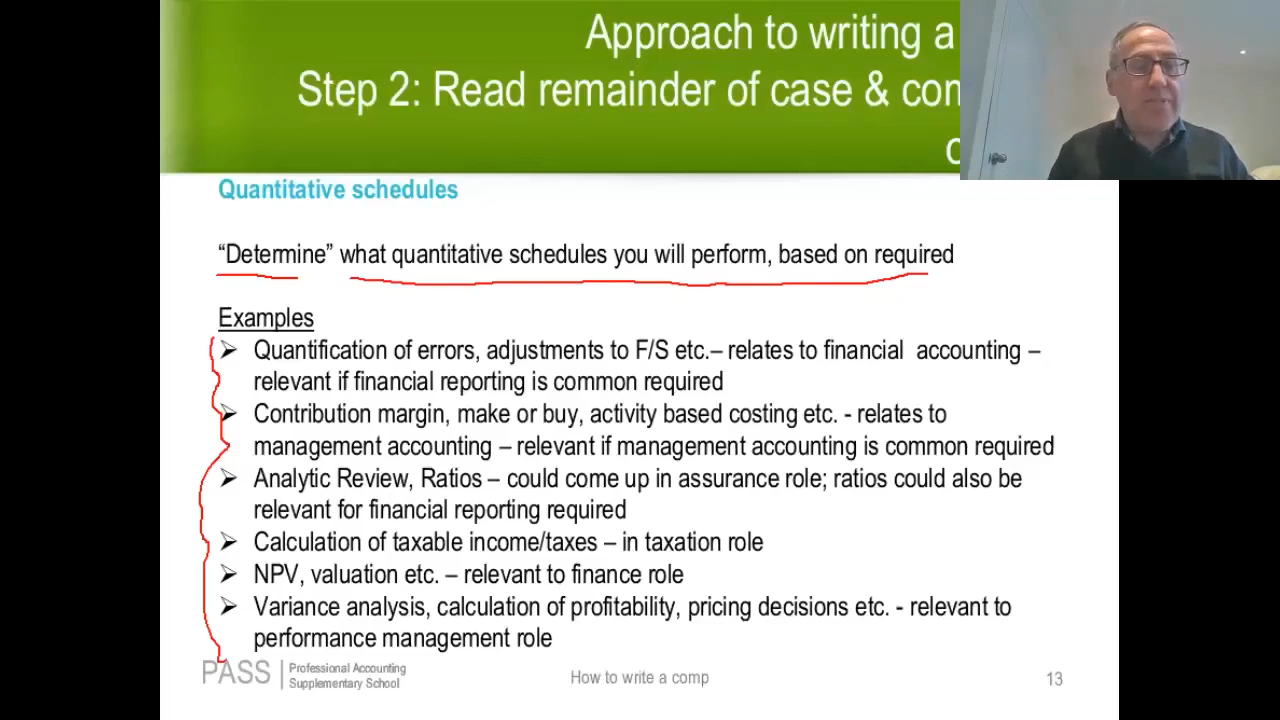 Approach to writing a
Step 2: Read remainder of case & con
Quantitative schedules
“Determine” what quantitative schedules you will perform, based on required
Examples
➢ Quantification of errors, adjustments to F/S etc.– relates to financial accounting –
relevant if financial reporting is common required
➢ Contribution margin, make or buy, activity based costing etc. - relates to
management accounting – relevant if management accounting is common required
➢ Analytic Review, Ratios – could come up in assurance role; ratios could also be
relevant for financial reporting required
➢ Calculation of taxable income/taxes – in taxation role
➢ NPV, valuation etc. – relevant to finance role
➢ Variance analysis, calculation of profitability, pricing decisions etc. - relevant to
performance management role
PASS
Professional Accounting
Supplementary School
How to write a comp
13